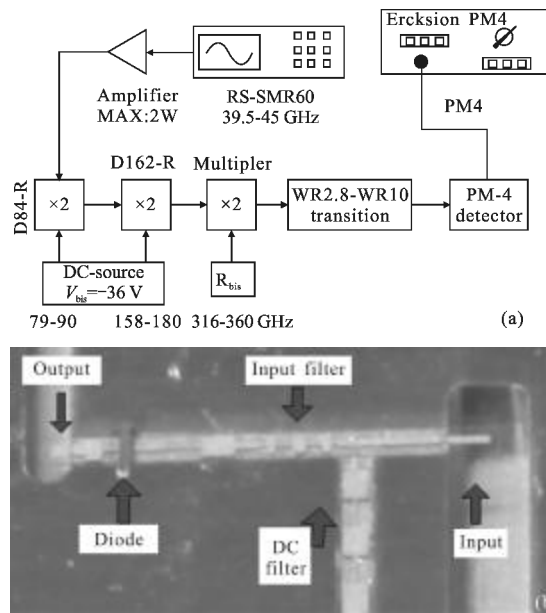 Ercksion PM4
Amplifier
MAX:2W
RS-SMR60
39.5-45 GHz
PM4
D84-R
D162-R
Multipler
×2
×2
×2
WR2.8-WR10
transition
PM-4
detector
DC-source
Vbis=−36 V
Rbis
79-90
158-180
316-360 GHz
(a)
Output
Input filter
Diode
DC
filter
Input